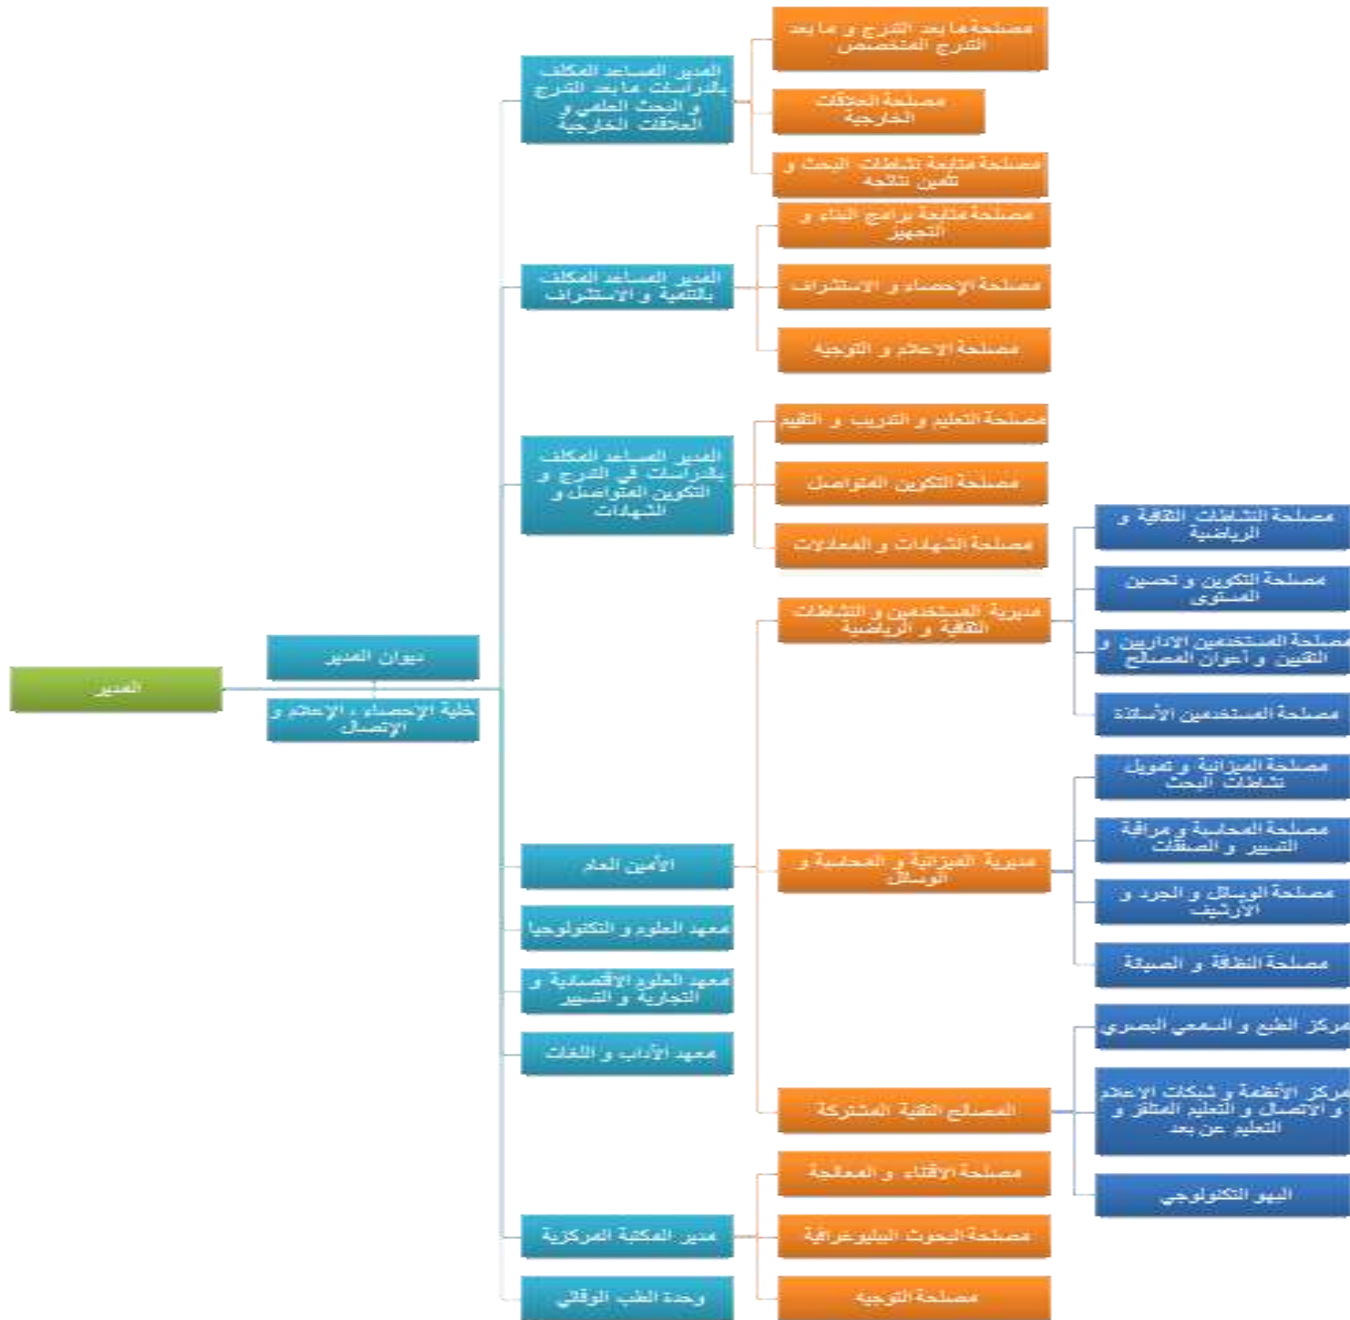 مصلحة ما بعد التدرج و ما بعد
التدرج المتخصص
المدير المساعد المكلف
بالدراسات ما بعد التدرج
و البحث العلمي و
العلاقات الخارجية
مصلحة العلاقات
الخارجية
مصلحة متابعة نشاطات البحث و
تثمين نتائجه
مصلحة متابعة برامج البناء و
التجهيز
المدير المساعد المكلف
بالتنمية و الاستشراف
مصلحة الإحصاء و الاستشراف
مصلحة الاعلام و التوجيه
مصلحة التعليم و التدريب و التقييم
المدير المساعد المكلف
بالدراسات في التدرج و
التكوين المتواصل و
الشهادات
مصلحة التكوين المتواصل
مصلحة الشهادات و المعادلات
مصلحة النشاطات الثقافية و
الرياضية
مصلحة التكوين و تحسين
المستوى
مديرية المستخدمين و النشاطات
الثقافية و الرياضية
مصلحة المستخدمين الاداريين و
التقنين و أعوان المصالح
مصلحة المستخدمين الأساتذة
ديوان المدير
المدير
خلية الإحصاء ، الإعلام و
الإتصال
مصلحة الميزانية و تمويل
نشاطات البحث
مصلحة المحاسبة و مراقبة
التسيير و الصفقات
الأمين العام
مديرية الميزانية و المحاسبة و
الوسائل
مصلحة الوسائل و الجرد و
الارشيف
مصلحة النظافة و الصيانة
معهد العلوم و التكنولوجيا
معهد العلوم الاقتصادية و
التجارية و التسيير
معهد الآداب و اللغات
مركز الطبع و السمعي البصري
المصالح التقنية المشتركة
مركز الأنظمة و شبكات الاعلام
و الاتصال و التعليم المتلفز و
التعليم عن بعد
البهو التكنولوجي
مصلحة الاقتناء و المعالجة
مدير المكتبة المركزية
مصلحة البحوث البيليوغرافية
مصلحة التوجيه
وحدة الطب الوقائي